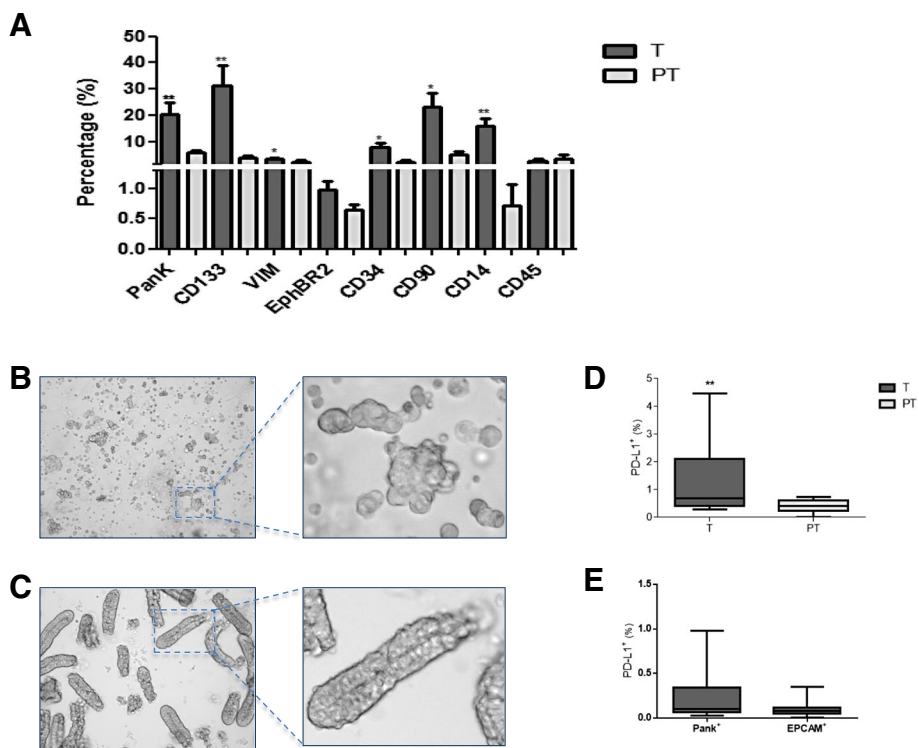 A
50
40
30
20
10
1.0
0.5
0.0
Percentage (%)
** ** * * * **
PanK CD133 VIM EphBR2 CD34 CD90 CD14 CD45
T
PT
B
C
D
5
4
3
2
1
0
PD-L1⁺ (%)
**
T PT
T
PT
E
1.5
1.0
0.5
0.0
PD-L1⁺ (%)
Pank⁺ EPCAM⁺